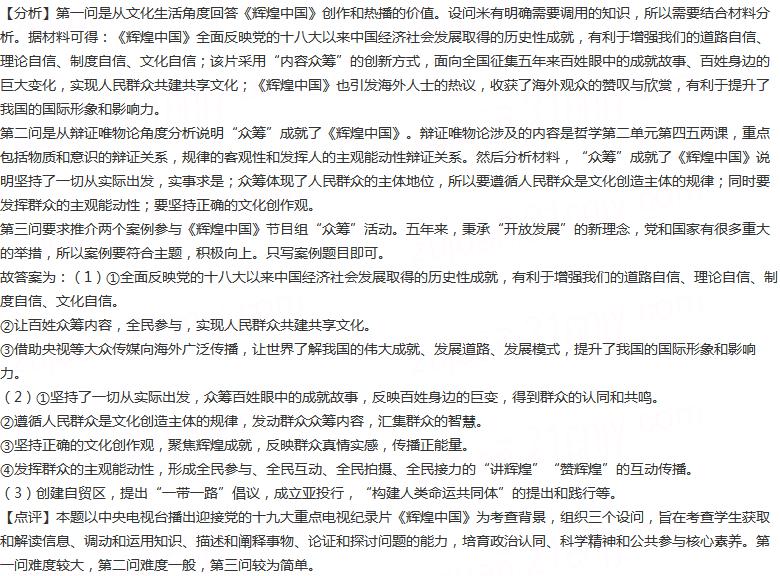 【分析】第一问是从文化生活角度回答《辉煌中国》创作和热播的价值。设问米有明确需要调用的知识，所以需要结合材料分
析。据材料可得：《辉煌中国》全面反映党的十八大以来中国经济社会发展取得的历史性成就，有利于增强我们的道路自信、
理论自信、制度自信、文化自信；该片采用“内容众筹”的创新方式，面向全国征集五年来百姓眼中的成就故事、百姓身边的
巨大变化，实现人民群众共建共享文化；《辉煌中国》也引发海外人士的热议，收获了海外观众的赞叹与欣赏，有利于提升了
我国的国际形象和影响力。
第二问是从辩证唯物论角度分析说明“众筹”成就了《辉煌中国》。辩证唯物论涉及的内容是哲学第二单元第四五两课，重点
包括物质和意识的辩证关系，规律的客观性和发挥人的主观能动性辩证关系。然后分析材料，“众筹”成就了《辉煌中国》说
明坚持了一切从实际出发，实事求是；众筹体现了人民群众的主体地位，所以要遵循人民群众是文化创造主体的规律；同时要
发挥群众的主观能动性；要坚持正确的文化创作观。
第三问要求推介两个案例参与《辉煌中国》节目组“众筹”活动。五年来，秉承“开放发展”的新理念，党和国家有很多重大
的举措，所以案例要符合主题，积极向上。只写案例题目即可。
故答案为：（1）①全面反映党的十八大以来中国经济社会发展取得的历史性成就，有利于增强我们的道路自信、理论自信、制
度自信、文化自信。
②让百姓众筹内容，全民参与，实现人民群众共建共享文化。
③借助央视等大众传媒向海外广泛传播，让世界了解我国的伟大成就、发展道路、发展模式，提升了我国的国际形象和影响
力。
（2）①坚持了一切从实际出发，众筹百姓眼中的成就故事，反映百姓身边的巨变，得到群众的认同和共鸣。
②遵循人民群众是文化创造主体的规律，发动群众众筹内容，汇集群众的智慧。
③坚持正确的文化创作观，聚焦辉煌成就，反映群众真情实感，传播正能量。
④发挥群众的主观能动性，形成全民参与、全民互动、全民拍摄、全民接力的“讲辉煌”“赞辉煌”的互动传播。
（3）创建自贸区，提出“一带一路”倡议，成立亚投行，“构建人类命运共同体”的提出和践行等。
【点评】本题以中央电视台播出迎接党的十九大重点电视纪录片《辉煌中国》为考查背景，组织三个设问，旨在考查学生获取
和解读信息、调动和运用知识、描述和阐释事物、论证和探讨问题的能力，培育政治认同、科学精神和公共参与核心素养。第
一问难度较大，第二问难度一般，第三问较为简单。